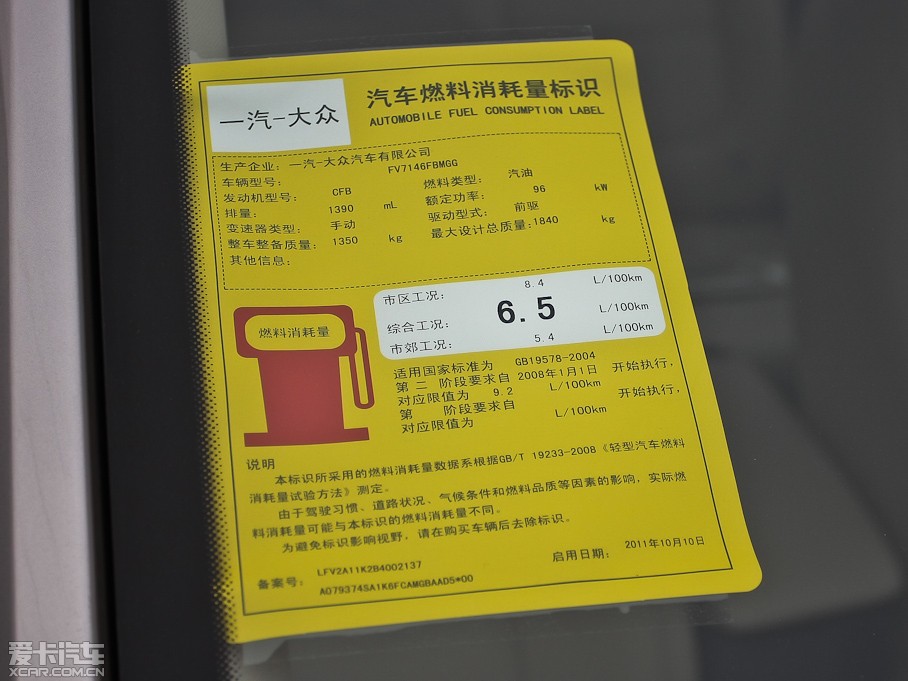 一汽-大众
汽车燃料消耗量标识
AUTOMOBILE FUEL CONSUMPTION LABEL
生产企业: 一汽-大众汽车有限公司
车辆型号: FV7146FBMGG
发动机型号: CFB 燃料类型: 汽油
排量: 1390 mL 额定功率: 96 kW
变速器类型: 手动 驱动型式: 前驱
整车整备质量: 1350 kg 最大设计总质量: 1840 kg
其他信息:
燃料消耗量
市区工况: 8.4 L/100km
综合工况: 6.5 L/100km
市郊工况: 5.4 L/100km
适用国家标准为 GB19578-2004
第 二 阶段要求自 2008年1月1日 开始执行,
对应限值为 9.2 L/100km
第 阶段要求自 开始执行,
对应限值为 L/100km
说明
本标识所采用的燃料消耗量数据系根据GB/T 19233-2008《轻型汽车燃料
消耗量试验方法》测定。
由于驾驶习惯、道路状况、气候条件和燃料品质等因素的影响,实际燃
料消耗量可能与本标识的燃料消耗量不同。
为避免标识影响视野,请在购买车辆后去除标识。
备案号: LFV2A11K2B4002137
A079374SA1K6FCAMGBAAD5*00
启用日期: 2011年10月10日
爱卡汽车
XCAR.COM.CN